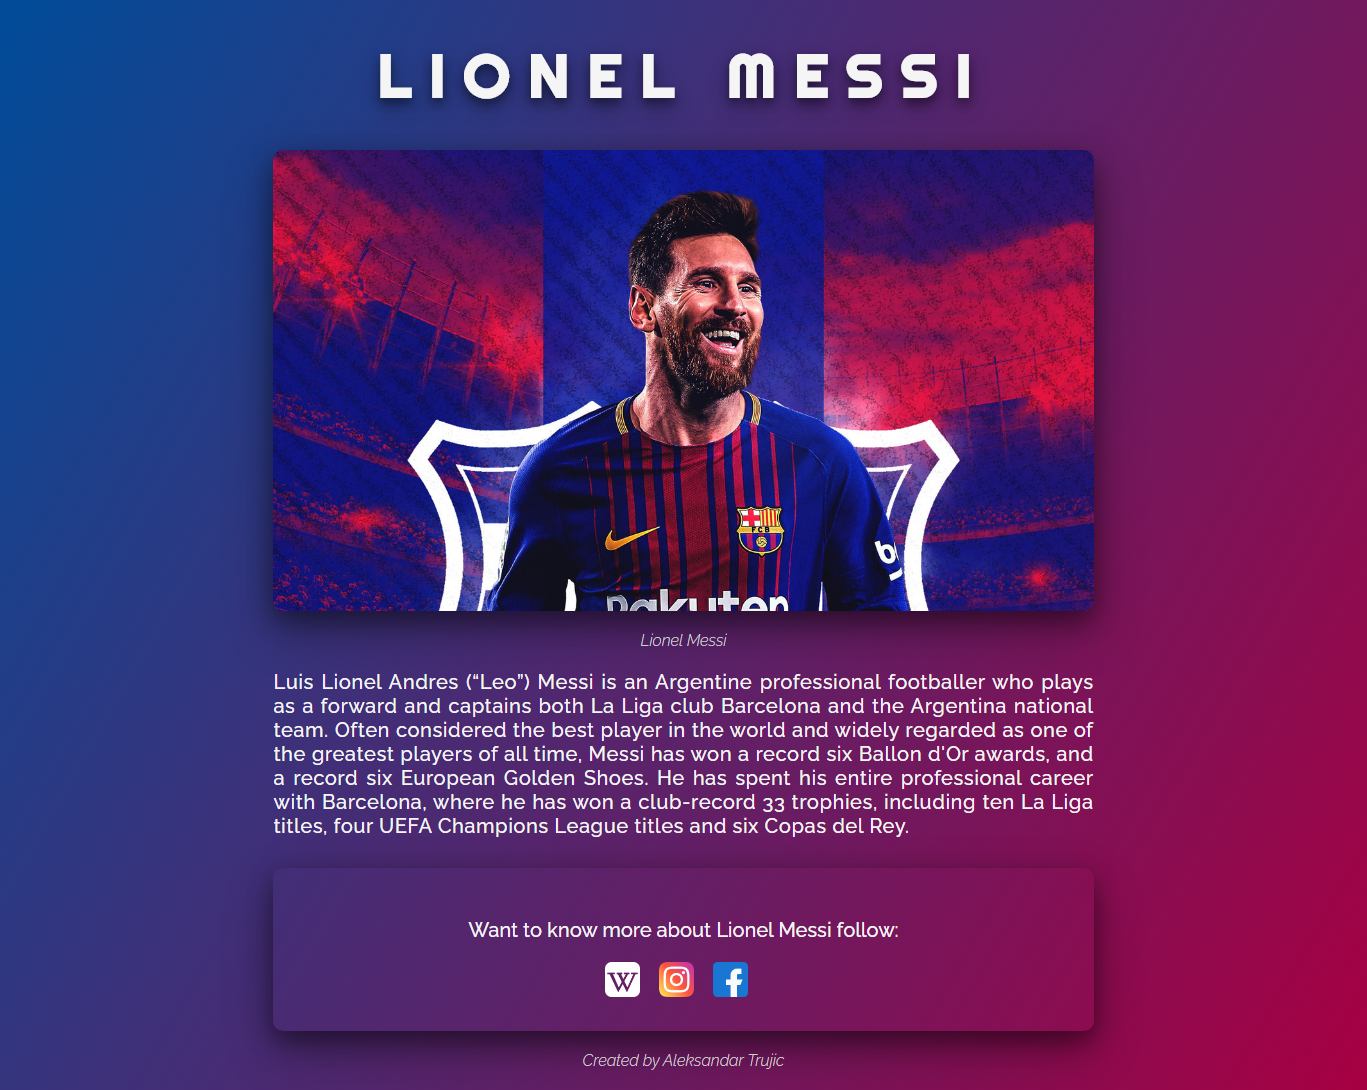 LIONEL MESSI
FCB
b
Rakuten
Lionel Messi
Luis Lionel Andres (“Leo”) Messi is an Argentine professional footballer who plays
as a forward and captains both La Liga club Barcelona and the Argentina national
team. Often considered the best player in the world and widely regarded as one of
the greatest players of all time, Messi has won a record six Ballon d'Or awards, and
a record six European Golden Shoes. He has spent his entire professional career
with Barcelona, where he has won a club-record 33 trophies, including ten La Liga
titles, four UEFA Champions League titles and six Copas del Rey.
Want to know more about Lionel Messi follow:
W
Created by Aleksandar Trujic